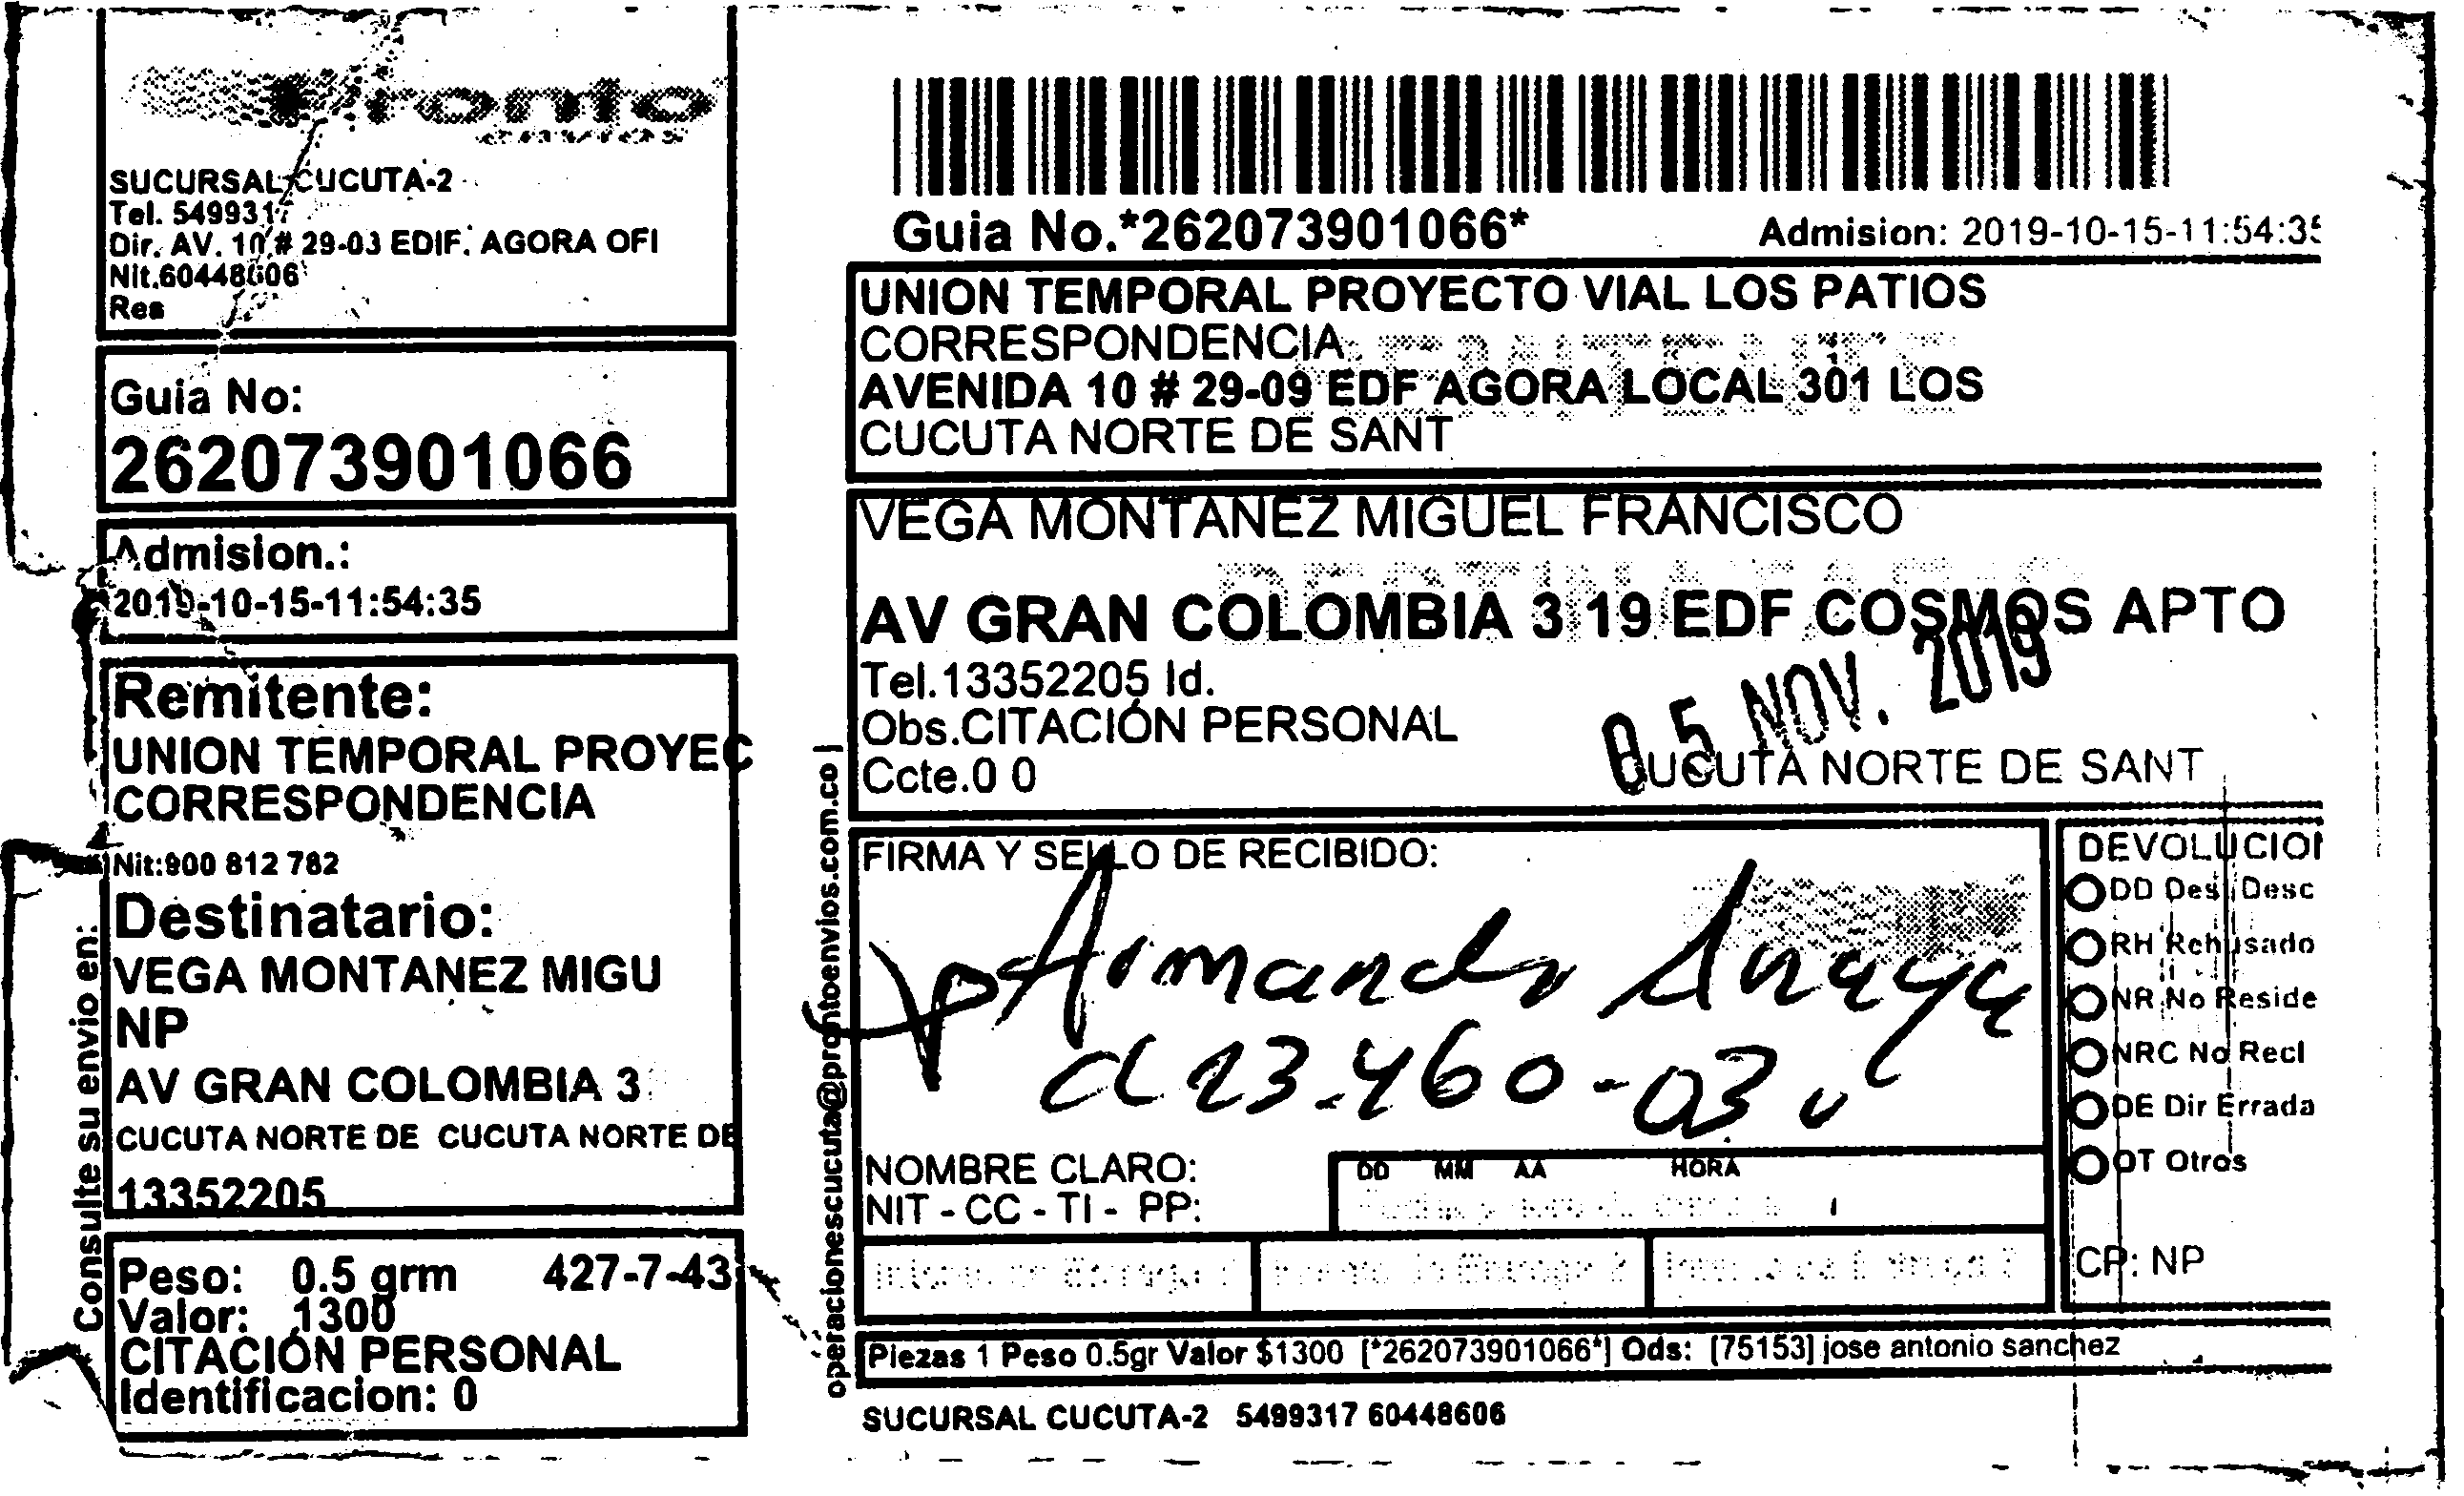 Pronto
envios
SUCURSAL CUCUTA-2
Tel. 5499317
Dir. AV. 10 # 29-03 EDIF. AGORA OFI
Nit.60448606
Res
Guia No:
262073901066
Admision.:
2019-10-15-11:54:35
Remitente:
UNION TEMPORAL PROYEC
CORRESPONDENCIA
Nit:900 812 782
Destinatario:
VEGA MONTANEZ MIGU
NP
AV GRAN COLOMBIA 3
CUCUTA NORTE DE CUCUTA NORTE DE
13352205
Peso: 0.5 grm 427-7-43
Valor: 1300
CITACIÓN PERSONAL
Identificacion: 0
Consulte su envio en:
operacionescucuta@prontoenvios.com.co |
Guia No.*262073901066*
Admision: 2019-10-15-11:54:35
UNION TEMPORAL PROYECTO VIAL LOS PATIOS
CORRESPONDENCIA
REMITENTE
AVENIDA 10 # 29-09 EDF AGORA LOCAL 301 LOS
CUCUTA NORTE DE SANT
VEGA MONTANEZ MIGUEL FRANCISCO
DESTINATARIO
AV GRAN COLOMBIA 3 19 EDF COSMOS APTO
Tel.13352205 Id.
Obs.CITACIÓN PERSONAL
05 NOV. 2019
Ccte.0 0
CUCUTA NORTE DE SANT
FIRMA Y SELLO DE RECIBIDO:
Armando Anaya
cc 13.460-03
NOMBRE CLARO:
NIT - CC - TI - PP:
DD MM AA HORA
DEVOLUCION
DD Des Desc
RH Rehusado
NR No Reside
NRC No Recl
DE Dir Errada
OT Otros
CP: NP
Piezas 1 Peso 0.5gr Valor $1300 [*262073901066*] Ods: [75153] jose antonio sanchez
SUCURSAL CUCUTA-2 5499317 60448606